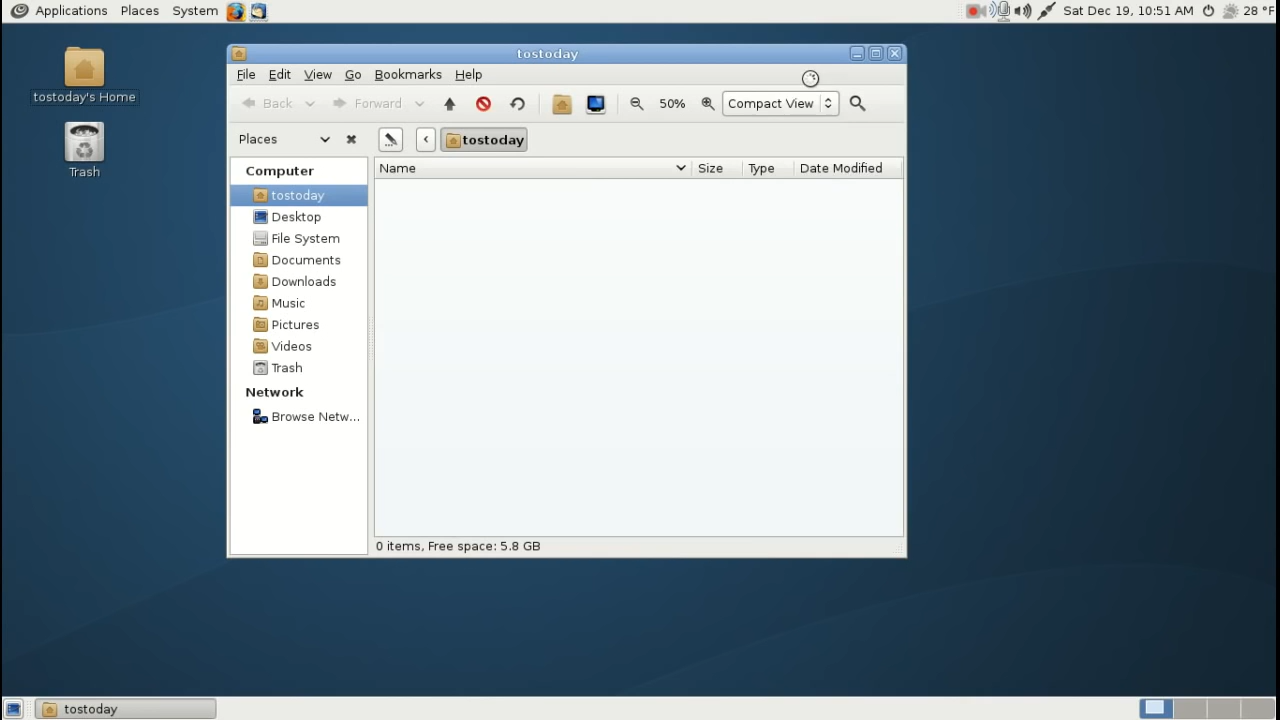 Applications Places System
Sat Dec 19, 10:51 AM 28 °F
tostoday's Home
Trash
tostoday
File Edit View Go Bookmarks Help
Back Forward 50% Compact View
Places tostoday
Computer
tostoday
Desktop
File System
Documents
Downloads
Music
Pictures
Videos
Trash
Network
Browse Netw...
Name Size Type Date Modified
0 items, Free space: 5.8 GB
tostoday